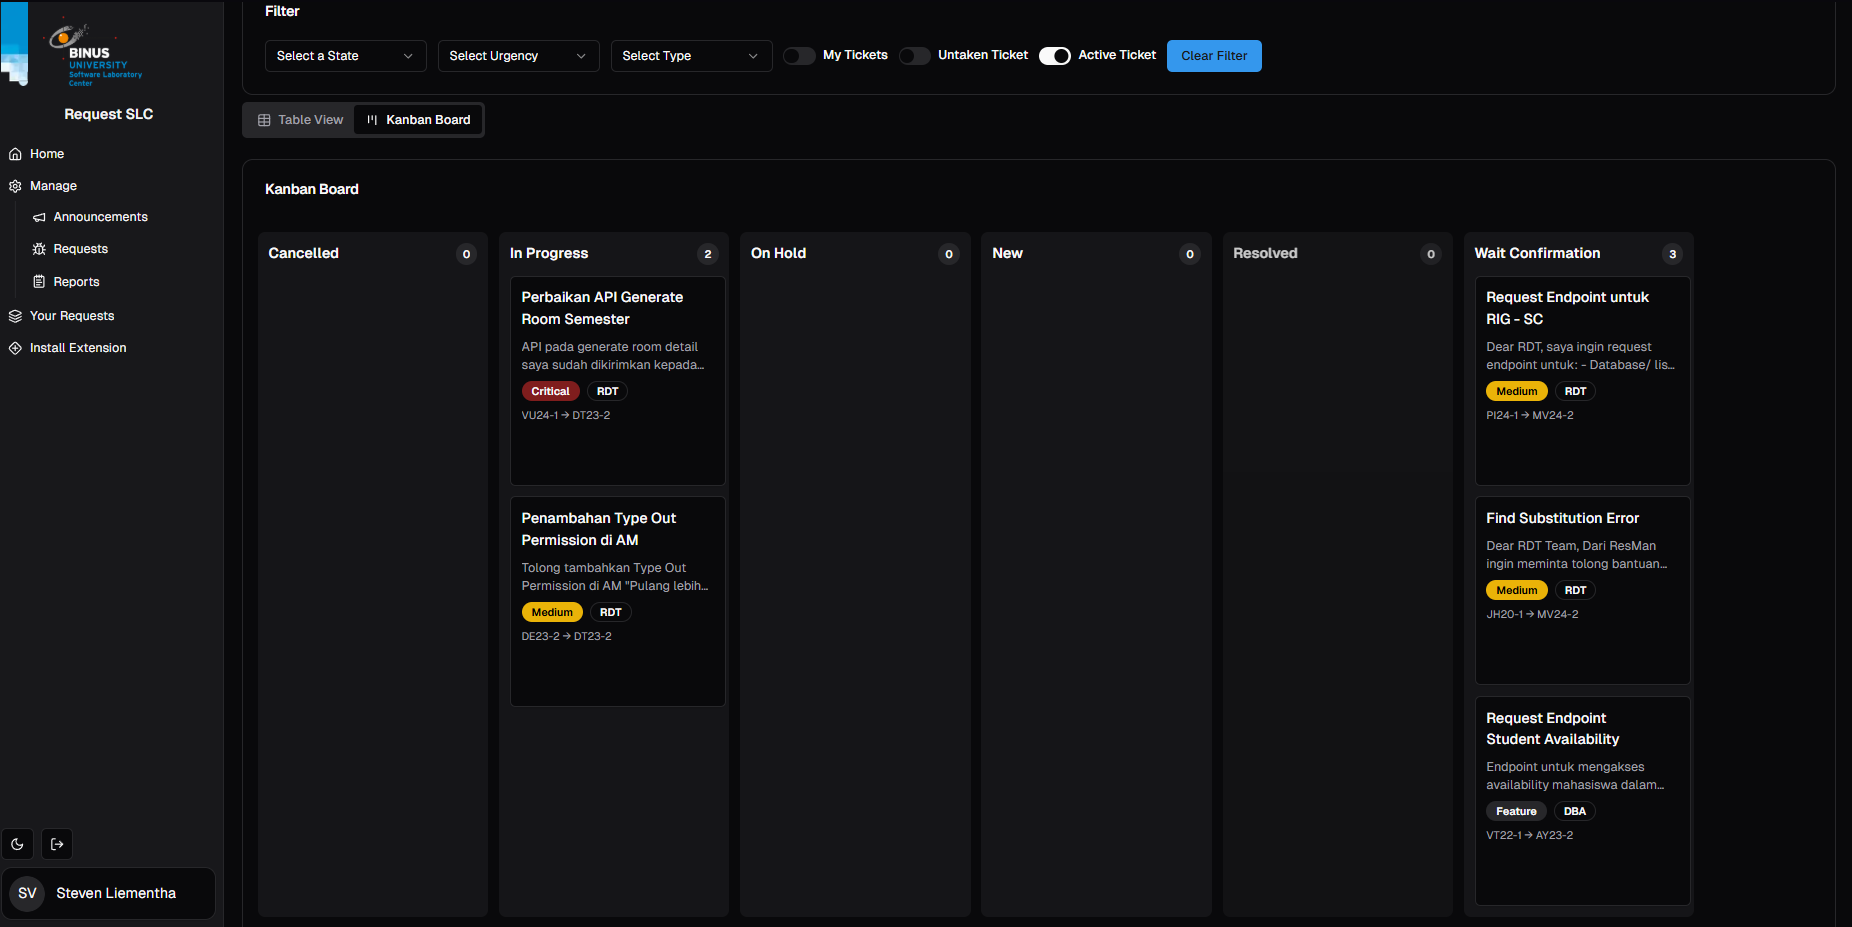 BINUS
UNIVERSITY
Software Laboratory
Center
Request SLC
Home
Manage
Announcements
Requests
Reports
Your Requests
Install Extension
SV
Steven Liementha
Filter
Select a State
Select Urgency
Select Type
My Tickets
Untaken Ticket
Active Ticket
Clear Filter
Table View
Kanban Board
Kanban Board
Cancelled
0
In Progress
2
Perbaikan API Generate
Room Semester
API pada generate room detail
saya sudah dikirimkan kepada...
Critical
RDT
VU24-1 → DT23-2
Penambahan Type Out
Permission di AM
Tolong tambahkan Type Out
Permission di AM "Pulang lebih...
Medium
RDT
DE23-2 → DT23-2
On Hold
0
New
0
Resolved
0
Wait Confirmation
3
Request Endpoint untuk
RIG - SC
Dear RDT, saya ingin request
endpoint untuk: - Database/ lis...
Medium
RDT
PI24-1 → MV24-2
Find Substitution Error
Dear RDT Team, Dari ResMan
ingin meminta tolong bantuan...
Medium
RDT
JH20-1 → MV24-2
Request Endpoint
Student Availability
Endpoint untuk mengakses
availability mahasiswa dalam...
Feature
DBA
VT22-1 → AY23-2